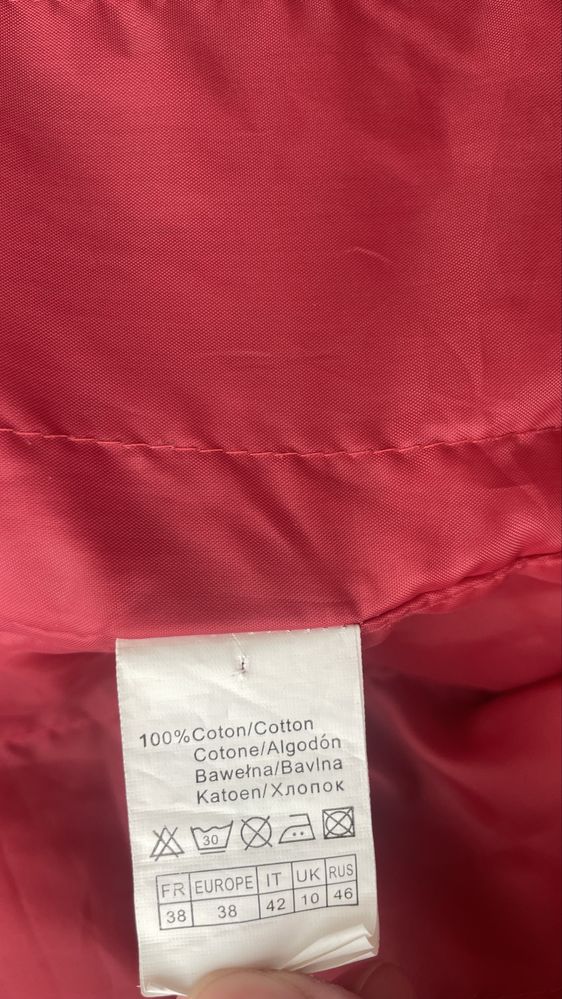 100%Coton/Cotton
Cotone/Algodón
Bawełna/Bavlna
Katoen/Хлопок
30
FR EUROPE IT UK RUS
38 38 42 10 46